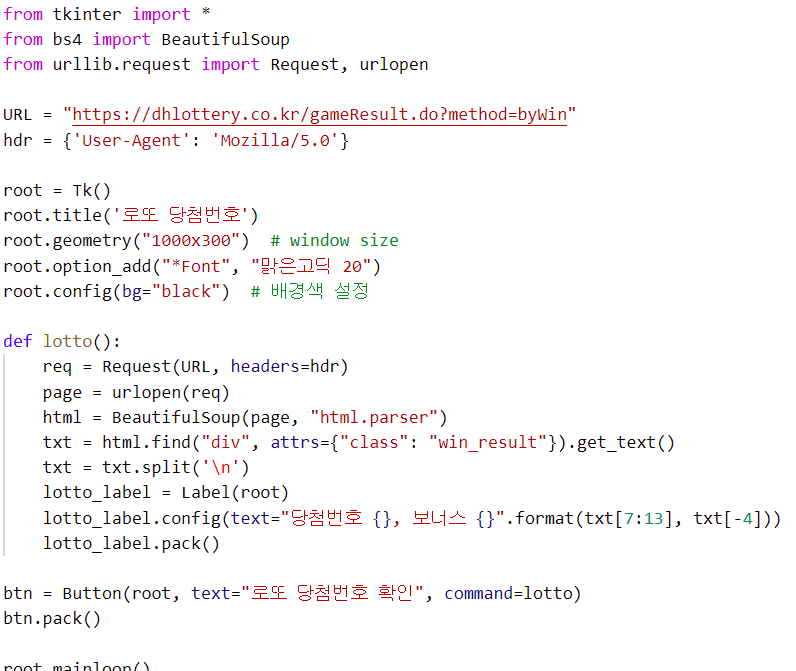 from tkinter import *
from bs4 import BeautifulSoup
from urllib.request import Request, urlopen
URL = "https://dhlottery.co.kr/gameResult.do?method=byWin"
hdr = {'User-Agent': 'Mozilla/5.0'}
root = Tk()
root.title('로또 당첨번호')
root.geometry("1000x300")  # window size
root.option_add("*Font", "맑은고딕 20")
root.config(bg="black")  # 배경색 설정
def lotto():
    req = Request(URL, headers=hdr)
    page = urlopen(req)
    html = BeautifulSoup(page, "html.parser")
    txt = html.find("div", attrs={"class": "win_result"}).get_text()
    txt = txt.split('\n')
    lotto_label = Label(root)
    lotto_label.config(text="당첨번호 {}, 보너스 {}".format(txt[7:13], txt[-4]))
    lotto_label.pack()
btn = Button(root, text="로또 당첨번호 확인", command=lotto)
btn.pack()
root.mainloop()